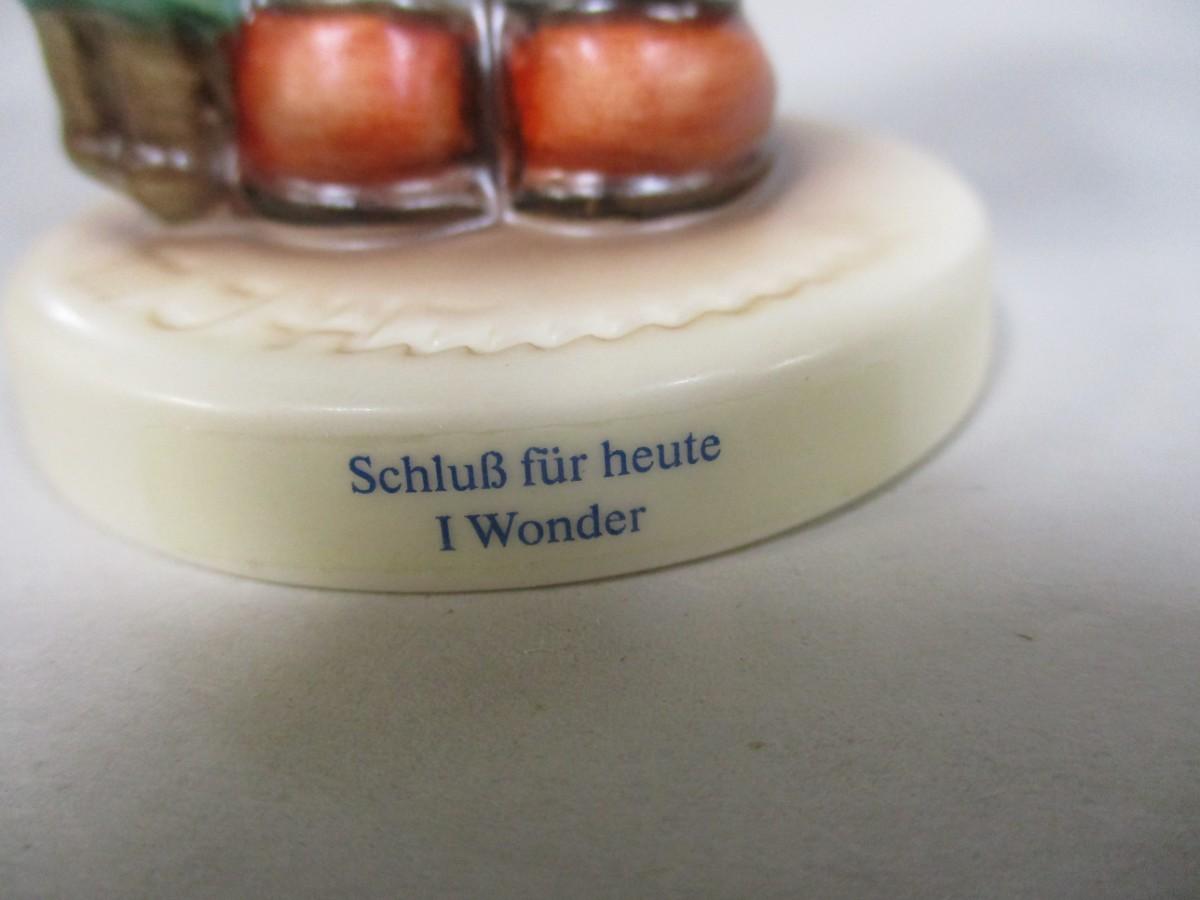 Schluß für heute
I Wonder